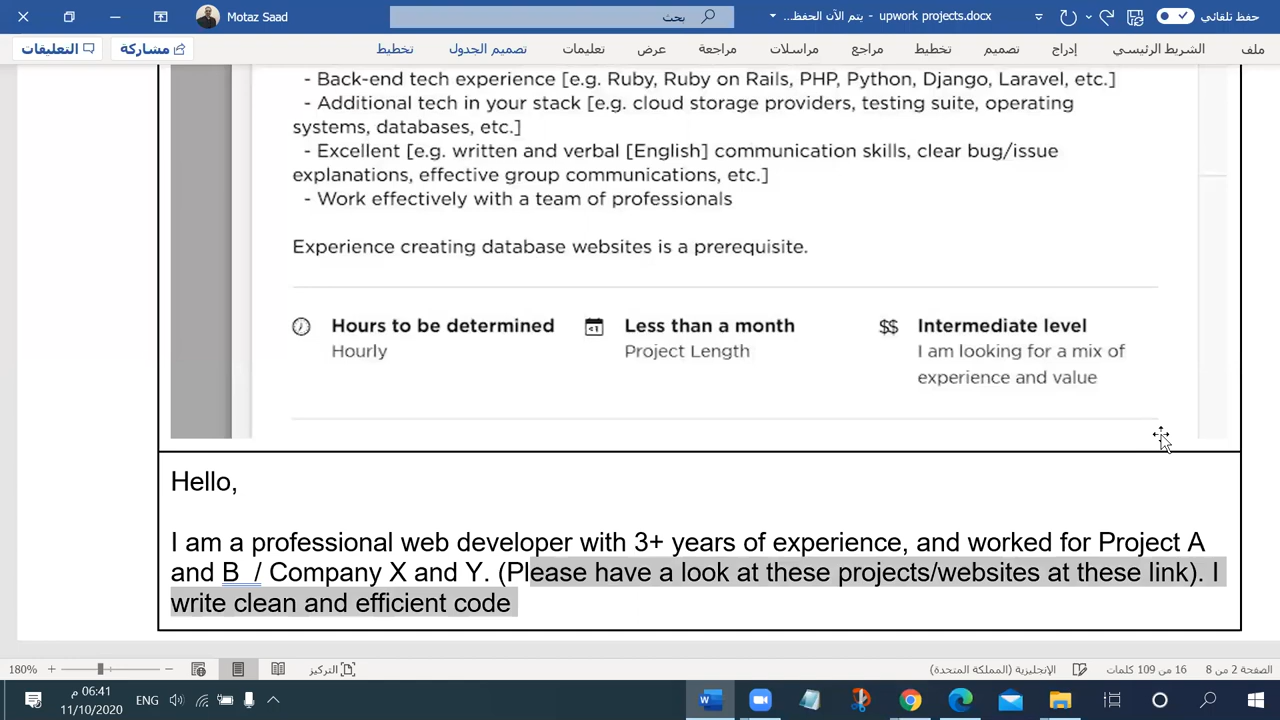 Motaz Saad
بحث
upwork projects.docx - يتم الآن الحفظ...
حفظ تلقائي
ملف الشريط الرئيسي إدراج تصميم تخطيط مراجع مراسلات مراجعة عرض تعليمات تصميم الجدول تخطيط
مشاركة
التعليقات
- Back-end tech experience [e.g. Ruby, Ruby on Rails, PHP, Python, Django, Laravel, etc.]
- Additional tech in your stack [e.g. cloud storage providers, testing suite, operating
systems, databases, etc.]
- Excellent [e.g. written and verbal [English] communication skills, clear bug/issue
explanations, effective group communications, etc.]
- Work effectively with a team of professionals
Experience creating database websites is a prerequisite.
Hours to be determined
Hourly
<1
Less than a month
Project Length
$$
Intermediate level
I am looking for a mix of
experience and value
Hello,
I am a professional web developer with 3+ years of experience, and worked for Project A
and B / Company X and Y. (Please have a look at these projects/websites at these link). I
write clean and efficient code
الصفحة 2 من 8
16 من 109 كلمات
الإنجليزية (المملكة المتحدة)
التركيز
180%
06:41 م
11/10/2020
ENG